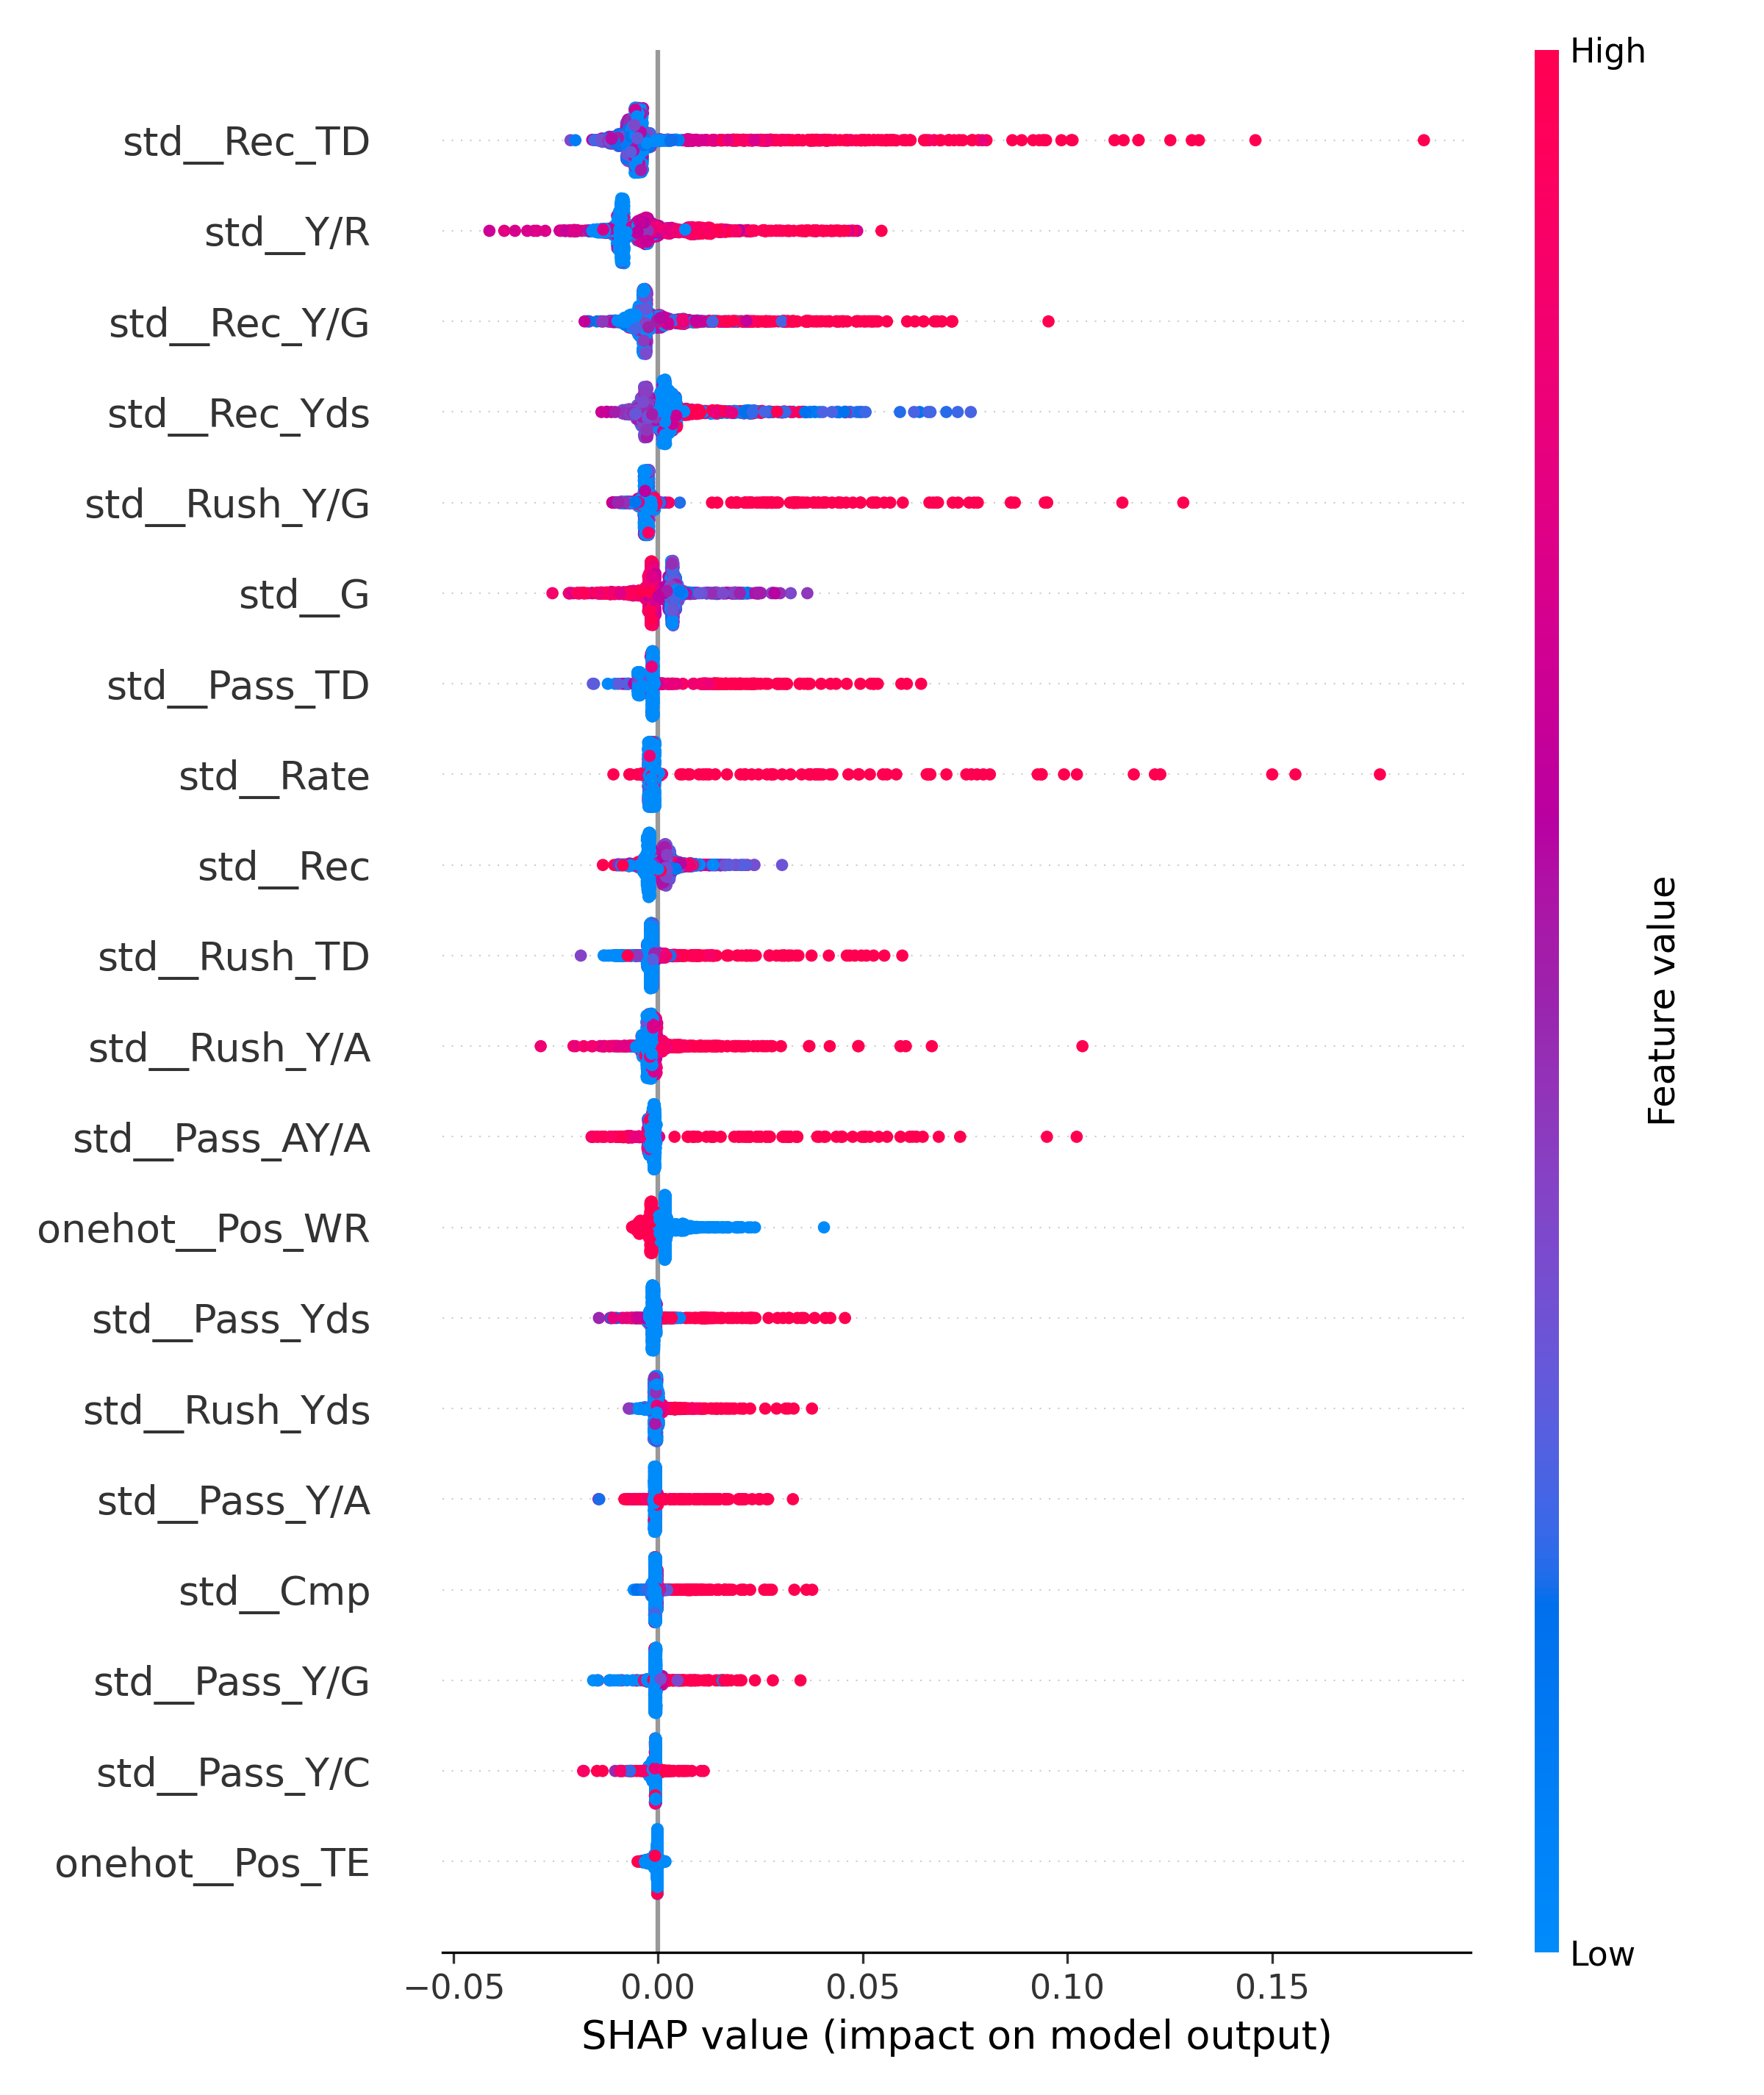 High
std__Rec_TD
std__Y/R
std__Rec_Y/G
std__Rec_Yds
std__Rush_Y/G
std__G
std__Pass_TD
std__Rate
std__Rec
std__Rush_TD
std__Rush_Y/A
std__Pass_AY/A
onehot__Pos_WR
std__Pass_Yds
std__Rush_Yds
std__Pass_Y/A
std__Cmp
std__Pass_Y/G
std__Pass_Y/C
onehot__Pos_TE
Feature value
Low
−0.05 0.00 0.05 0.10 0.15
SHAP value (impact on model output)